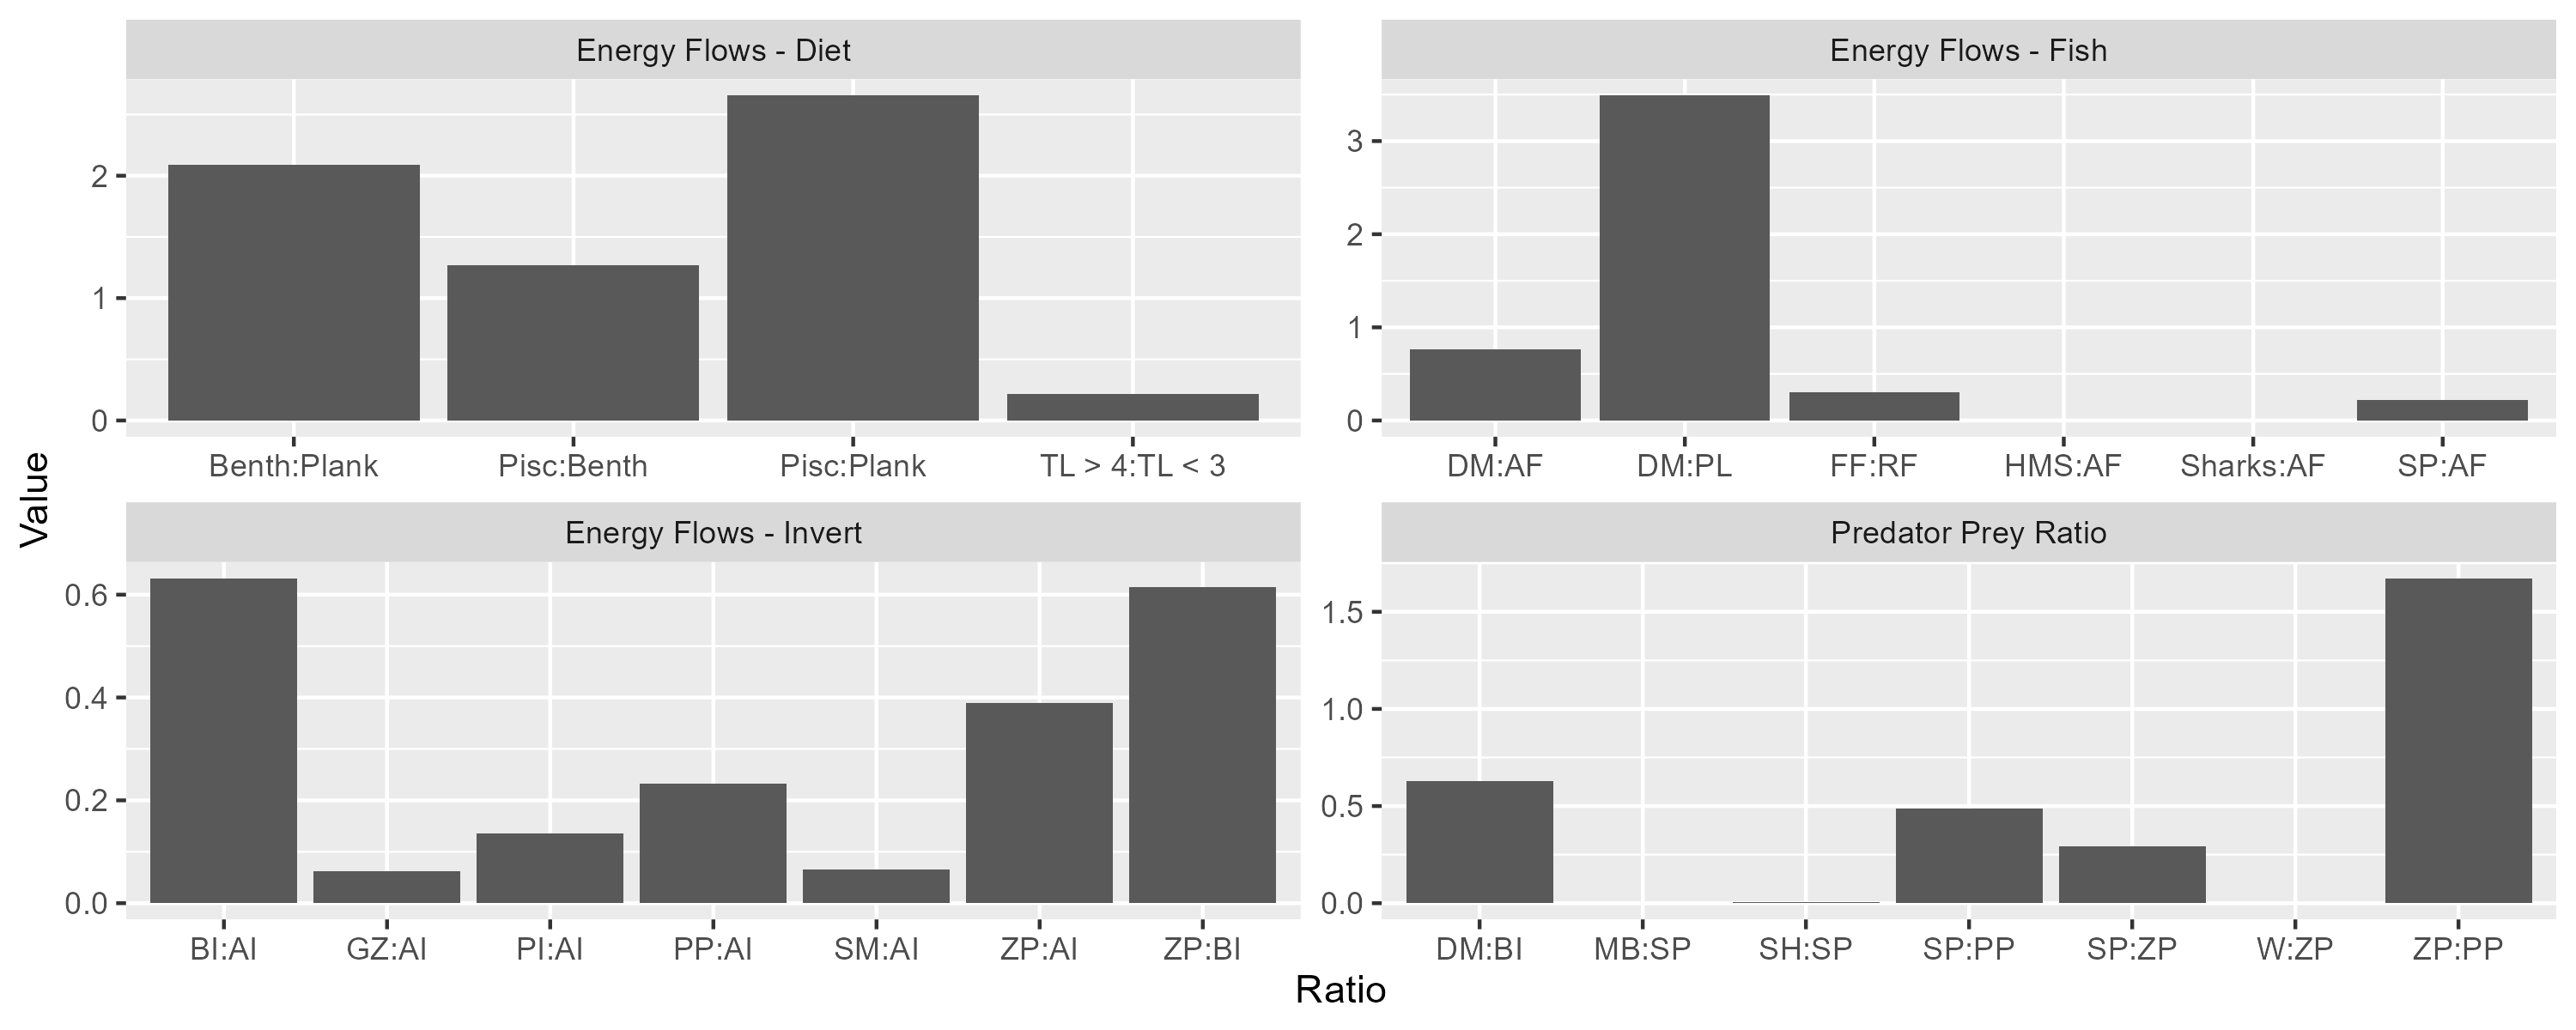 Energy Flows - Diet
Energy Flows - Fish
2
1
0
3
2
1
0
Benth:Plank Pisc:Benth Pisc:Plank TL > 4:TL < 3
DM:AF DM:PL FF:RF HMS:AF Sharks:AF SP:AF
Value
Energy Flows - Invert
Predator Prey Ratio
0.6
0.4
0.2
0.0
1.5
1.0
0.5
0.0
BI:AI GZ:AI PI:AI PP:AI SM:AI ZP:AI ZP:BI
DM:BI MB:SP SH:SP SP:PP SP:ZP W:ZP ZP:PP
Ratio